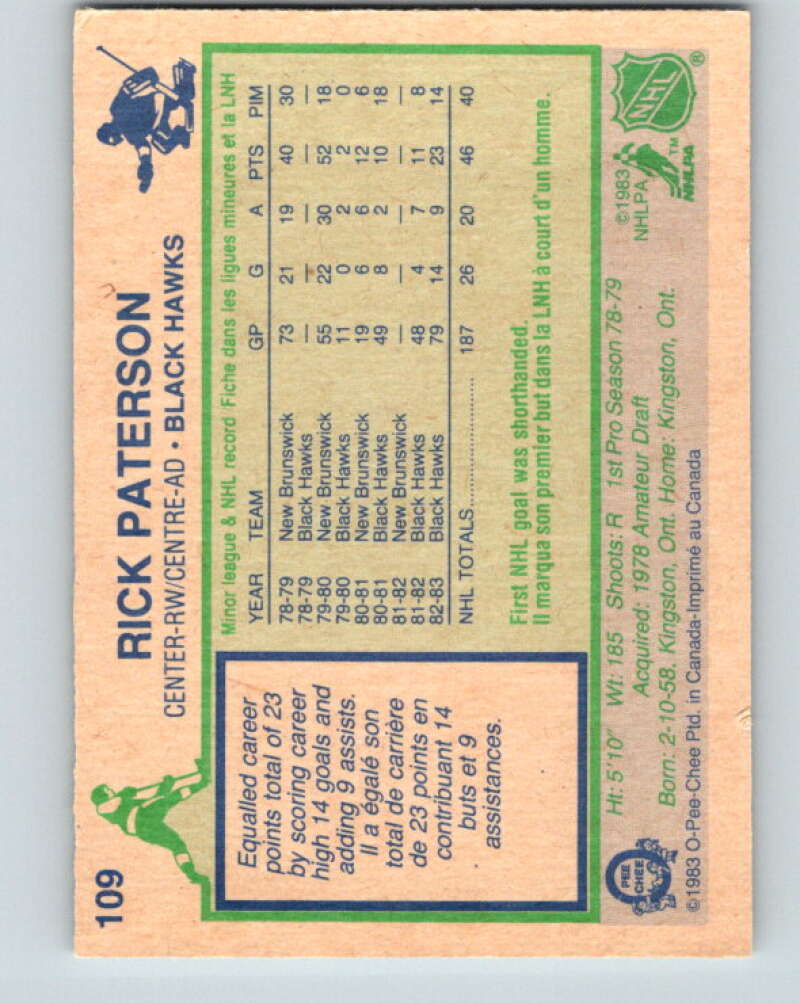 109
RICK PATERSON
CENTER-RW/CENTRE-AD • BLACK HAWKS
Equalled career
points total of 23
by scoring career
high 14 goals and
adding 9 assists.
Il a égalé son
total de carrière
de 23 points en
contribuant 14
buts et 9
assistances.
Minor league & NHL record/Fiche dans les ligues mineures et la LNH
YEAR TEAM GP G A PTS PIM
78-79 New Brunswick 73 21 19 40 30
78-79 Black Hawks — — — — —
79-80 New Brunswick 55 22 30 52 18
79-80 Black Hawks 11 0 2 2 0
80-81 New Brunswick 19 6 6 12 6
80-81 Black Hawks 49 8 2 10 18
81-82 New Brunswick — — — — —
81-82 Black Hawks 48 4 7 11 8
82-83 Black Hawks 79 14 9 23 14
NHL TOTALS................ 187 26 20 46 40
First NHL goal was shorthanded.
Il marqua son premier but dans la LNH à court d'un homme.
Ht: 5'10" Wt: 185 Shoots: R 1st Pro Season 78-79
Acquired: 1978 Amateur Draft
Born: 2-10-58, Kingston, Ont. Home: Kingston, Ont.
©1983 O-Pee-Chee Ptd. in Canada-Imprimé au Canada
O
PEE
CHEE
©1983
NHLPA
NHL ®
NHLPA ™